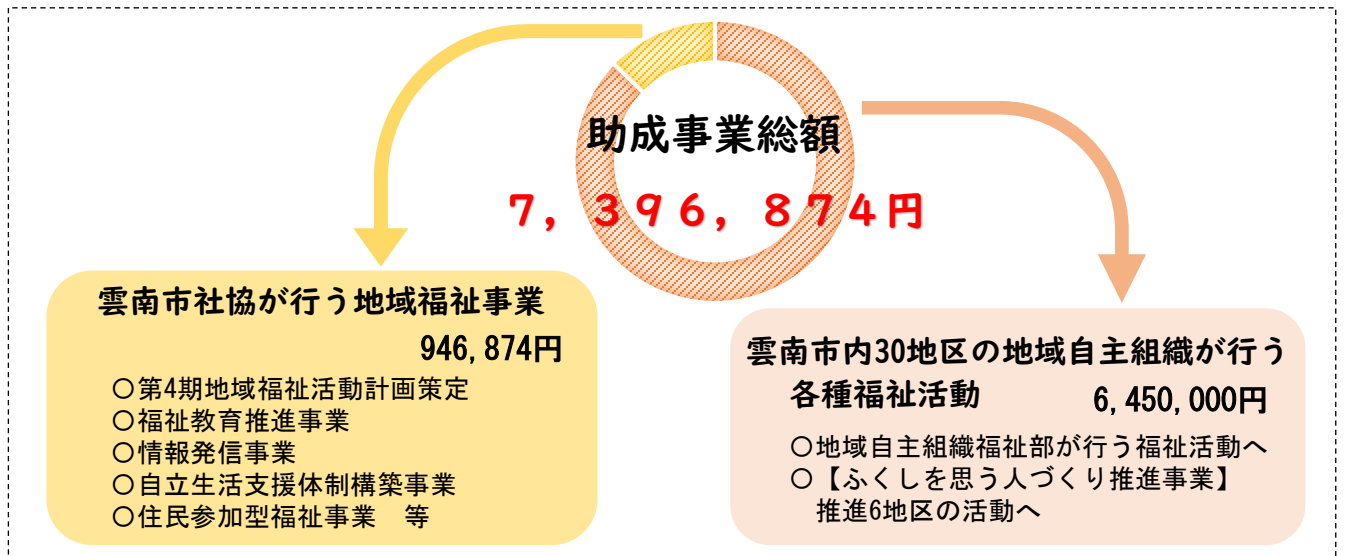 助成事業総額
７，３９６，８７４円
雲南市社協が行う地域福祉事業
946,874円
〇第4期地域福祉活動計画策定
〇福祉教育推進事業
〇情報発信事業
〇自立生活支援体制構築事業
〇住民参加型福祉事業　等
雲南市内30地区の地域自主組織が行う
各種福祉活動　6,450,000円
〇地域自主組織福祉部が行う福祉活動へ
〇【ふくしを思う人づくり推進事業】
推進6地区の活動へ